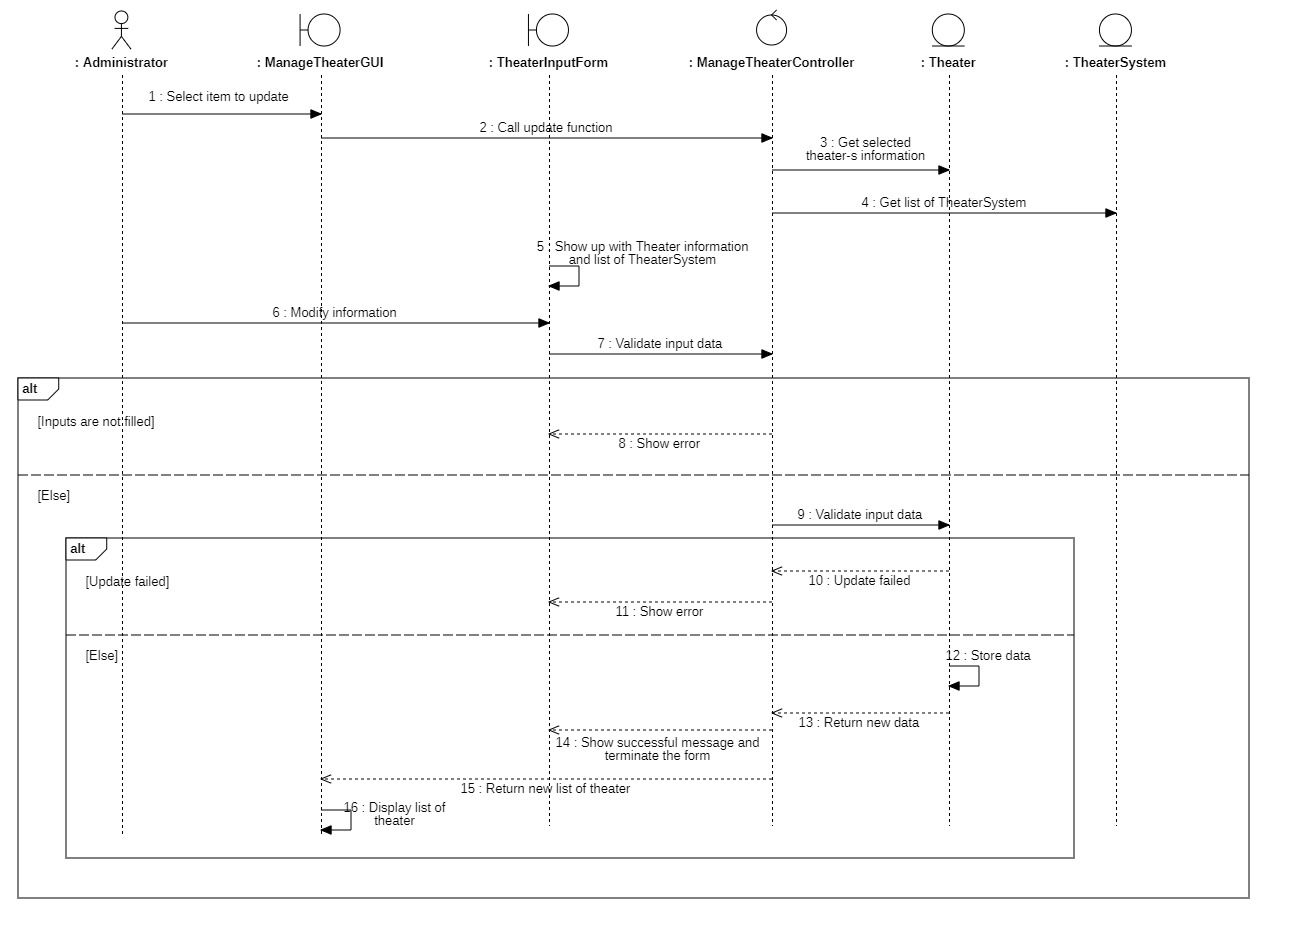 : Administrator
: ManageTheaterGUI
: TheaterInputForm
: ManageTheaterController
: Theater
: TheaterSystem
1 : Select item to update
2 : Call update function
3 : Get selected
theater-s information
4 : Get list of TheaterSystem
5 : Show up with Theater information
and list of TheaterSystem
6 : Modify information
7 : Validate input data
alt
[Inputs are not filled]
8 : Show error
[Else]
9 : Validate input data
alt
10 : Update failed
[Update failed]
11 : Show error
[Else]
12 : Store data
13 : Return new data
14 : Show successful message and
terminate the form
15 : Return new list of theater
16 : Display list of
theater